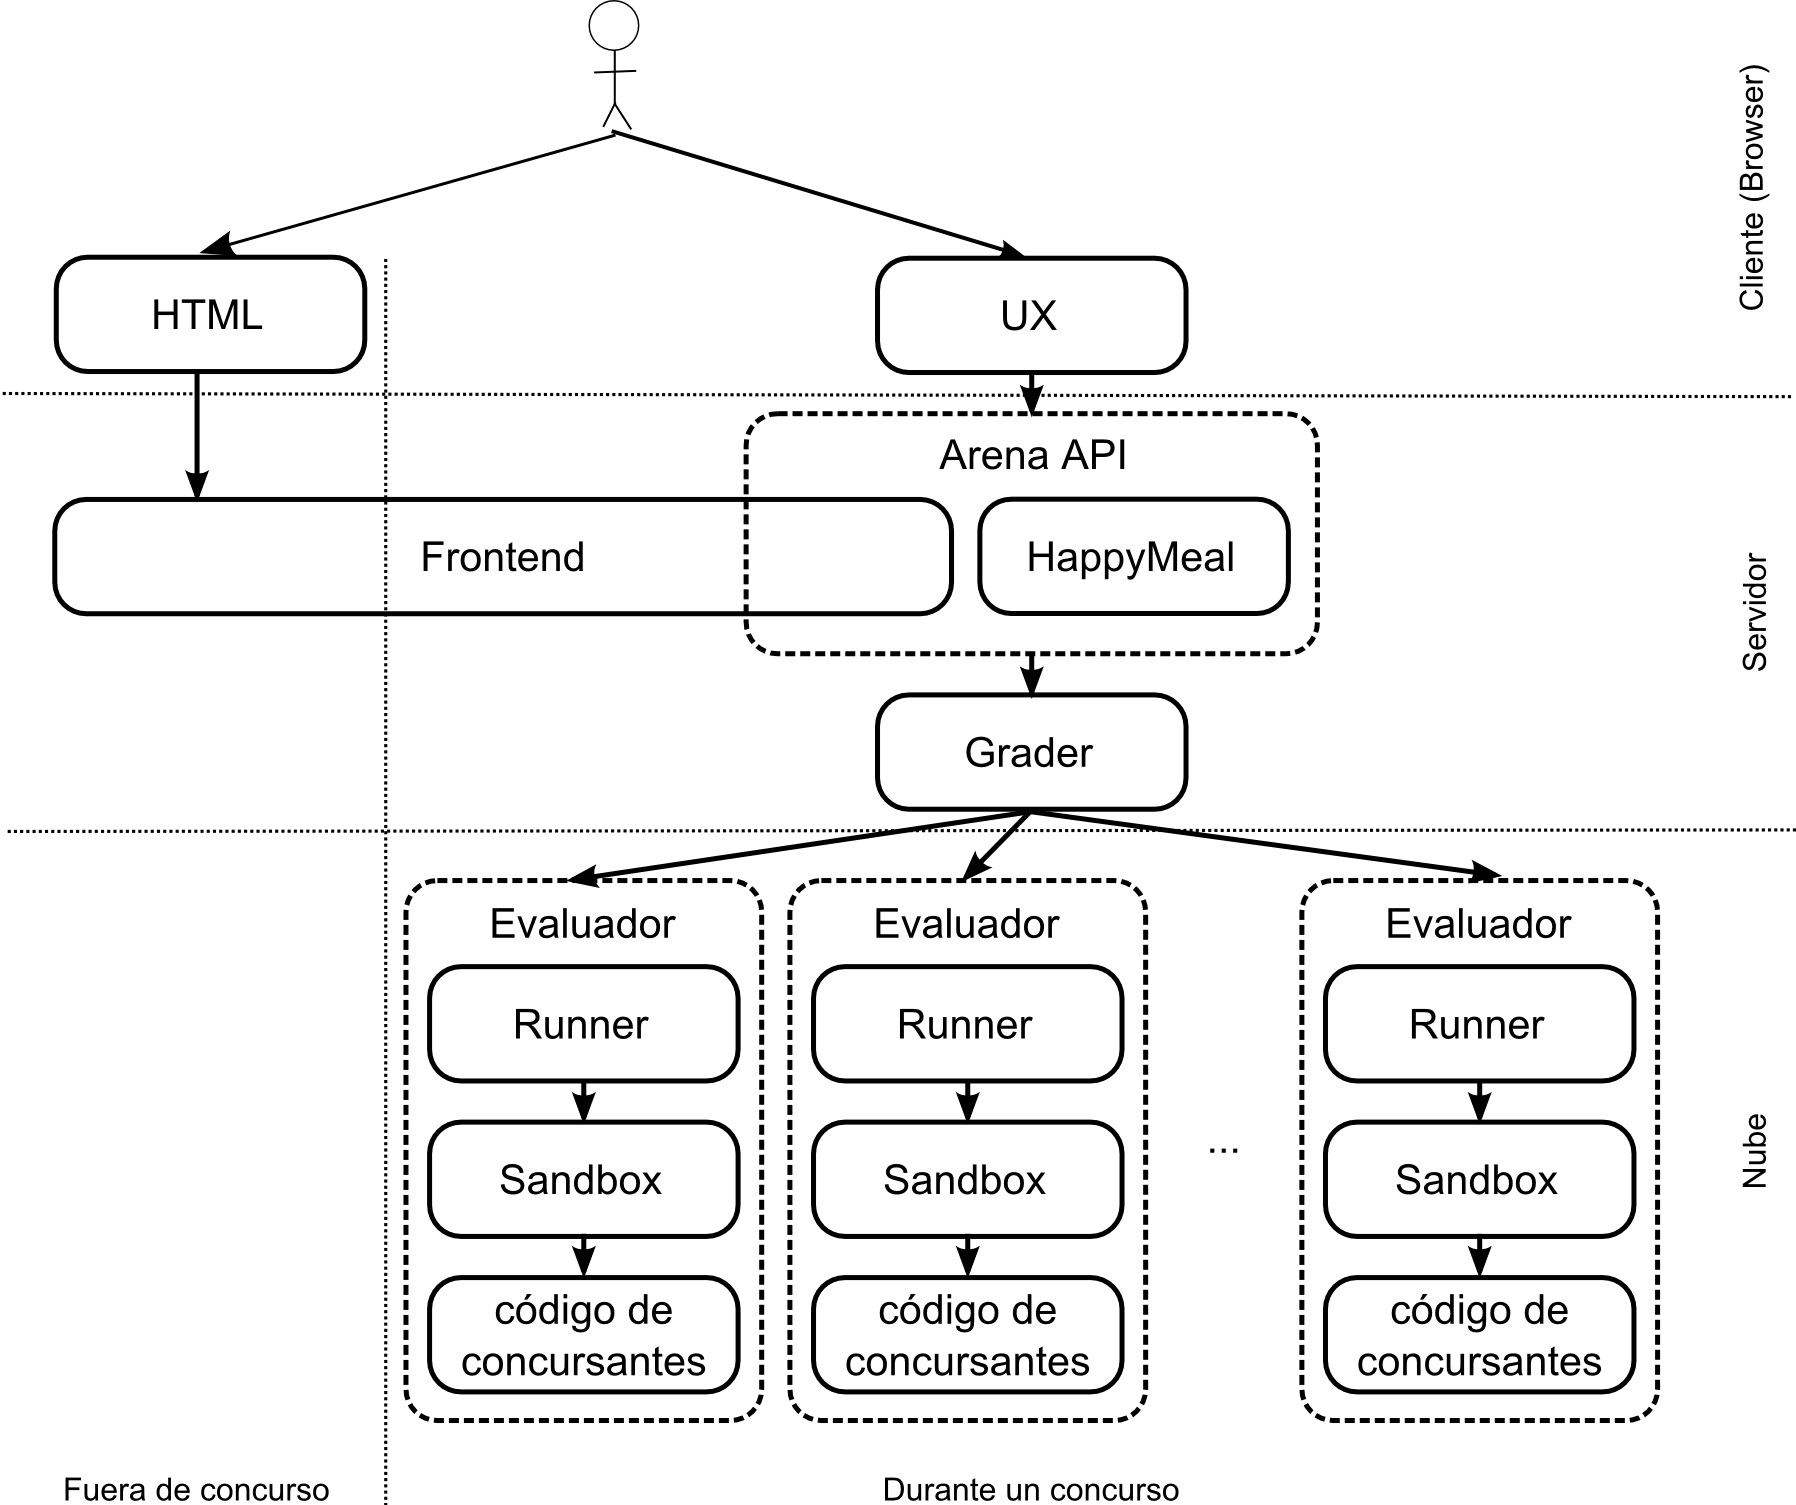 Cliente (Browser)
HTML
UX
Arena API
Frontend
HappyMeal
Servidor
Grader
Evaluador
Evaluador
Evaluador
Runner
Runner
Runner
Sandbox
Sandbox
...
Sandbox
Nube
código de
concursantes
código de
concursantes
código de
concursantes
Fuera de concurso
Durante un concurso